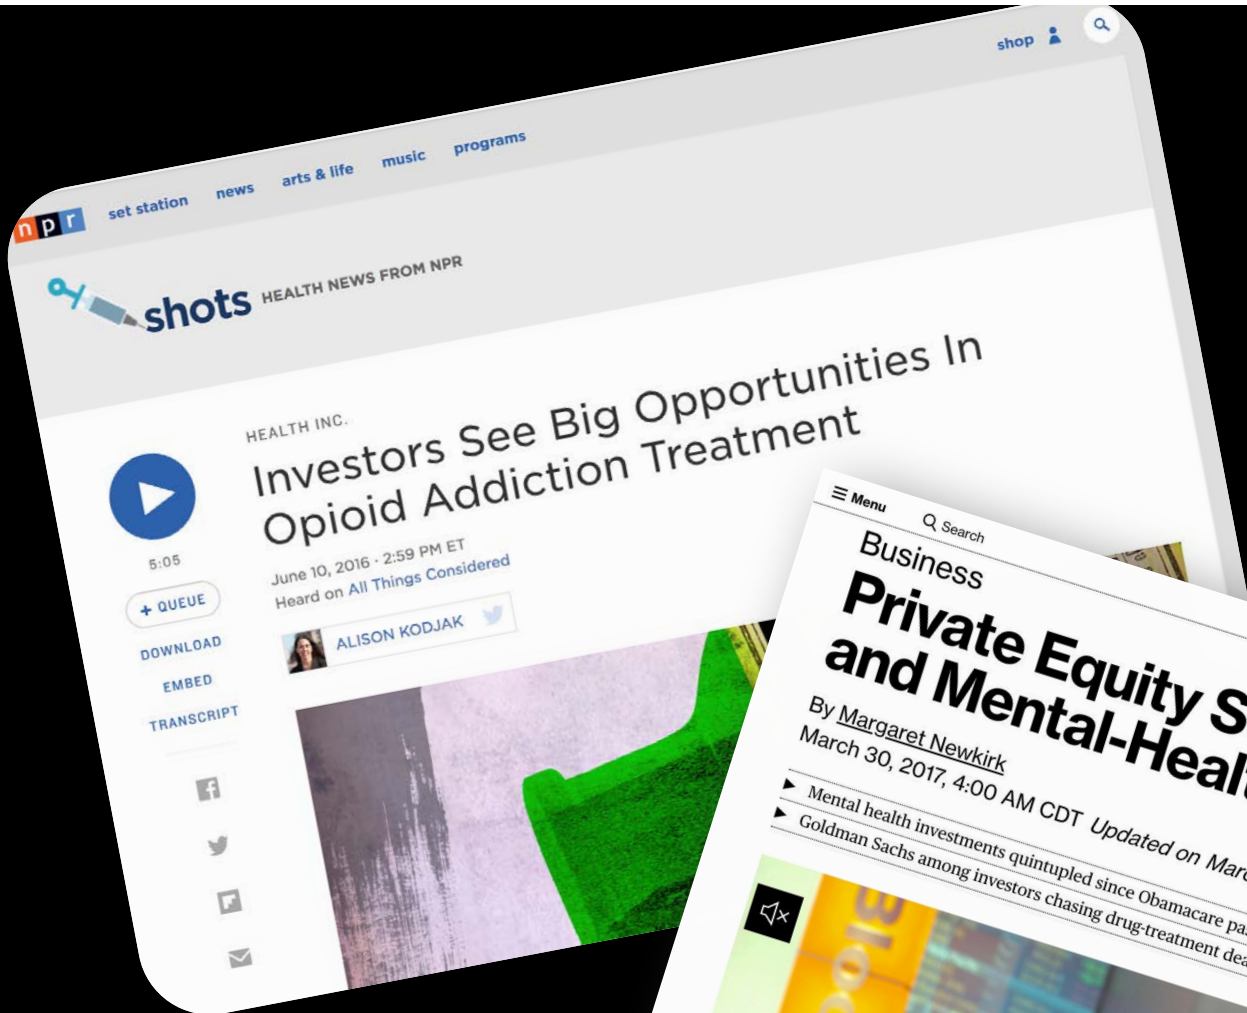 shop
npr
set station news arts & life music programs
shots HEALTH NEWS FROM NPR
HEALTH INC.
Investors See Big Opportunities In
Opioid Addiction Treatment
June 10, 2016 · 2:59 PM ET
Heard on All Things Considered
ALISON KODJAK
5:05
+ QUEUE
DOWNLOAD
EMBED
TRANSCRIPT
Menu Search
Business
Private Equity S
and Mental-Heal
By Margaret Newkirk
March 30, 2017, 4:00 AM CDT Updated on Marc
Mental health investments quintupled since Obamacare pa
Goldman Sachs among investors chasing drug-treatment dea
Bloo